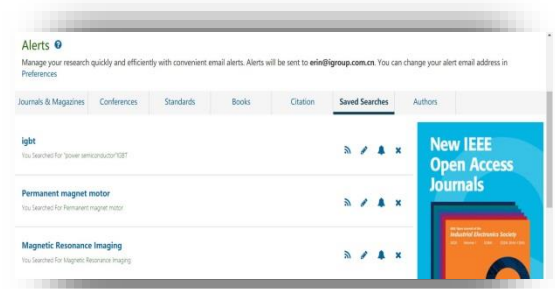 Alerts ?
Manage your research quickly and efficiently with convenient email alerts. Alerts will be sent to erin@igroup.com.cn. You can change your alert email address in
Preferences
Journals & Magazines Conferences Standards Books Citation Saved Searches Authors
igbt
You Searched For "power semiconductor"IGBT
Permanent magnet motor
You Searched For Permanent magnet motor
Magnetic Resonance Imaging
You Searched For Magnetic Resonance Imaging
New IEEE
Open Access
Journals
Industrial Electronics Society